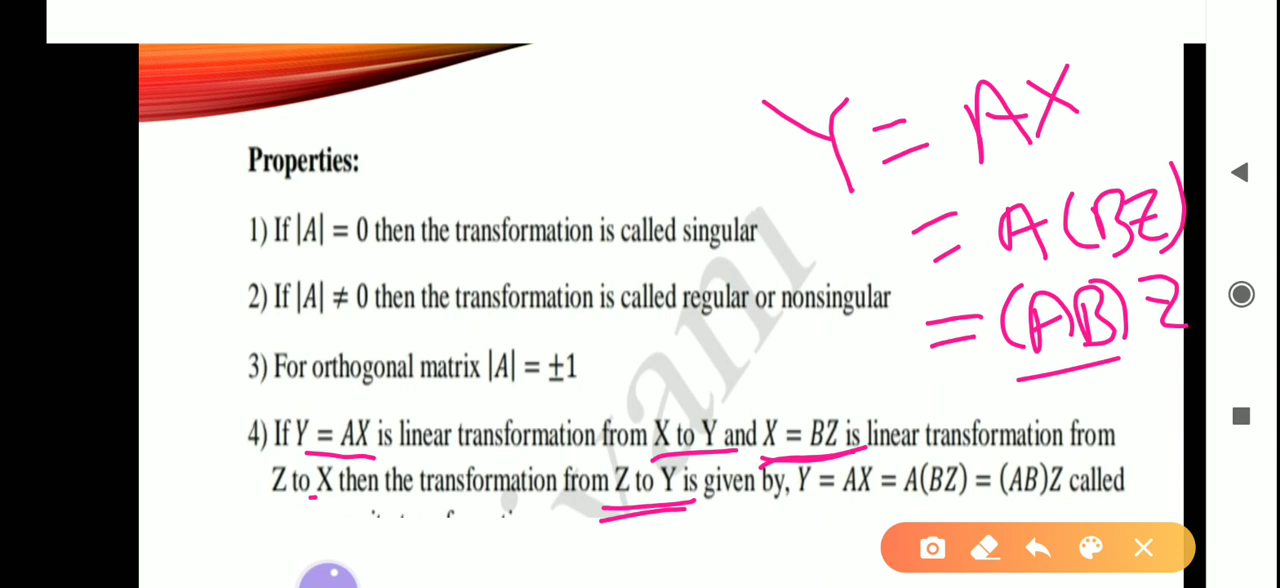 Properties:
1) If |A| = 0 then the transformation is called singular
2) If |A| ≠ 0 then the transformation is called regular or nonsingular
3) For orthogonal matrix |A| = ±1
4) If Y = AX is linear transformation from X to Y and X = BZ is linear transformation from
Z to X then the transformation from Z to Y is given by, Y = AX = A(BZ) = (AB)Z called
Y = AX
= A(BZ)
= (AB)Z